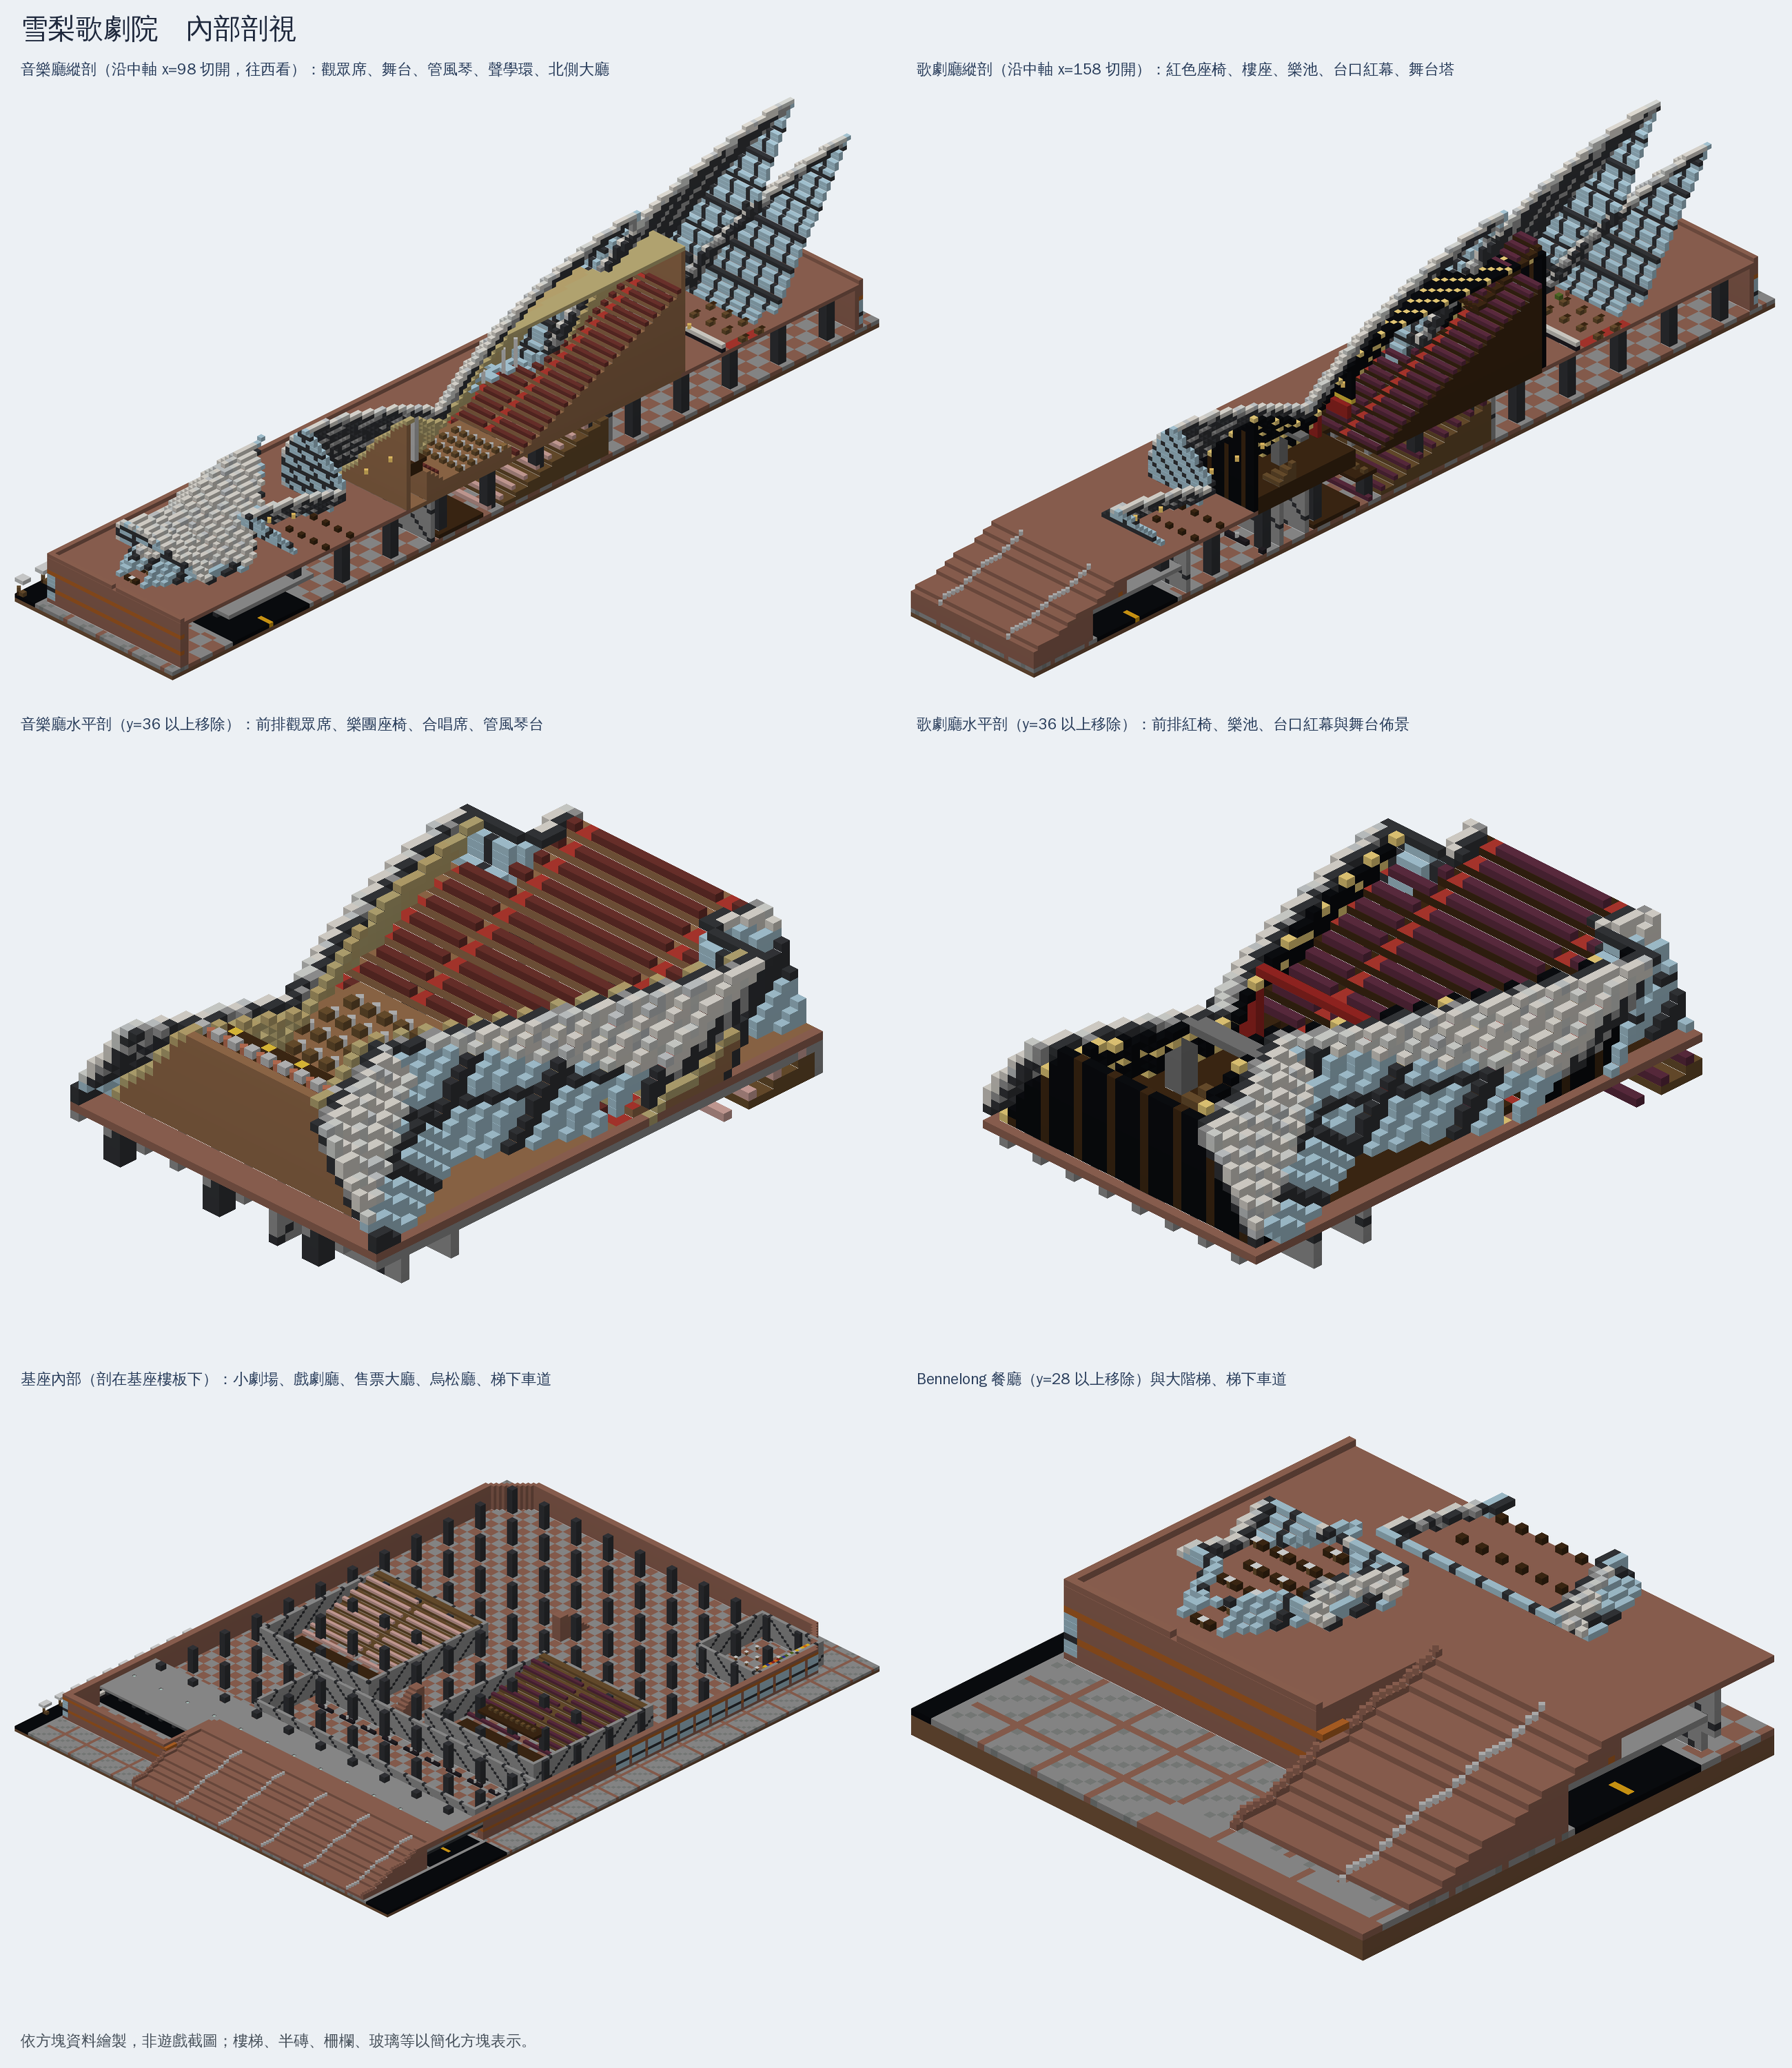 雪梨歌劇院　內部剖視
音樂廳縱剖（沿中軸 x=98 切開，往西看）：觀眾席、舞台、管風琴、聲學環、北側大廳
歌劇廳縱剖（沿中軸 x=158 切開）：紅色座椅、樓座、樂池、台口紅幕、舞台塔
音樂廳水平剖（y=36 以上移除）：前排觀眾席、樂團座椅、合唱席、管風琴台
歌劇廳水平剖（y=36 以上移除）：前排紅椅、樂池、台口紅幕與舞台佈景
基座內部（剖在基座樓板下）：小劇場、戲劇廳、售票大廳、烏松廳、梯下車道
Bennelong 餐廳（y=28 以上移除）與大階梯、梯下車道
依方塊資料繪製，非遊戲截圖；樓梯、半磚、柵欄、玻璃等以簡化方塊表示。